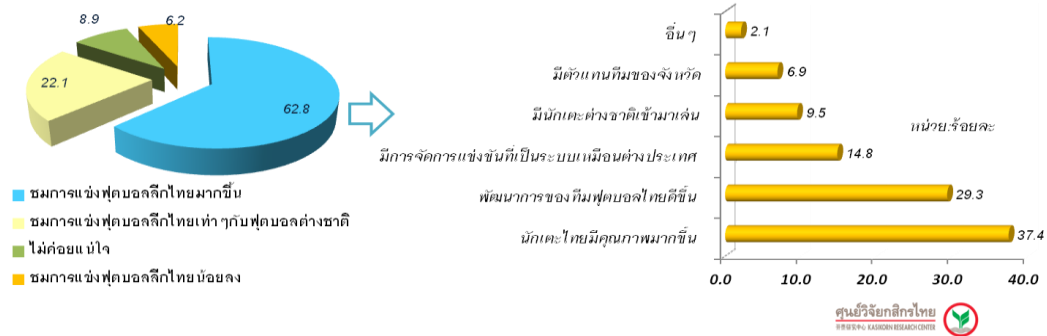 8.9
6.2
22.1
62.8
ชมการแข่งฟุตบอลลีกไทยมากขึ้น
ชมการแข่งฟุตบอลลีกไทยเท่าๆกับฟุตบอลต่างชาติ
ไม่ค่อยแน่ใจ
ชมการแข่งฟุตบอลลีกไทยน้อยลง
อื่นๆ
2.1
มีตัวแทนทีมของจังหวัด
6.9
มีนักเตะต่างชาติเข้ามาเล่น
9.5
หน่วย:ร้อยละ
มีการจัดการแข่งขันที่เป็นระบบเหมือนต่างประเทศ
14.8
พัฒนาการของทีมฟุตบอลไทยดีขึ้น
29.3
นักเตะไทยมีคุณภาพมากขึ้น
37.4
0.0 10.0 20.0 30.0 40.0
ศูนย์วิจัยกสิกรไทย
KASIKORN RESEARCH CENTER